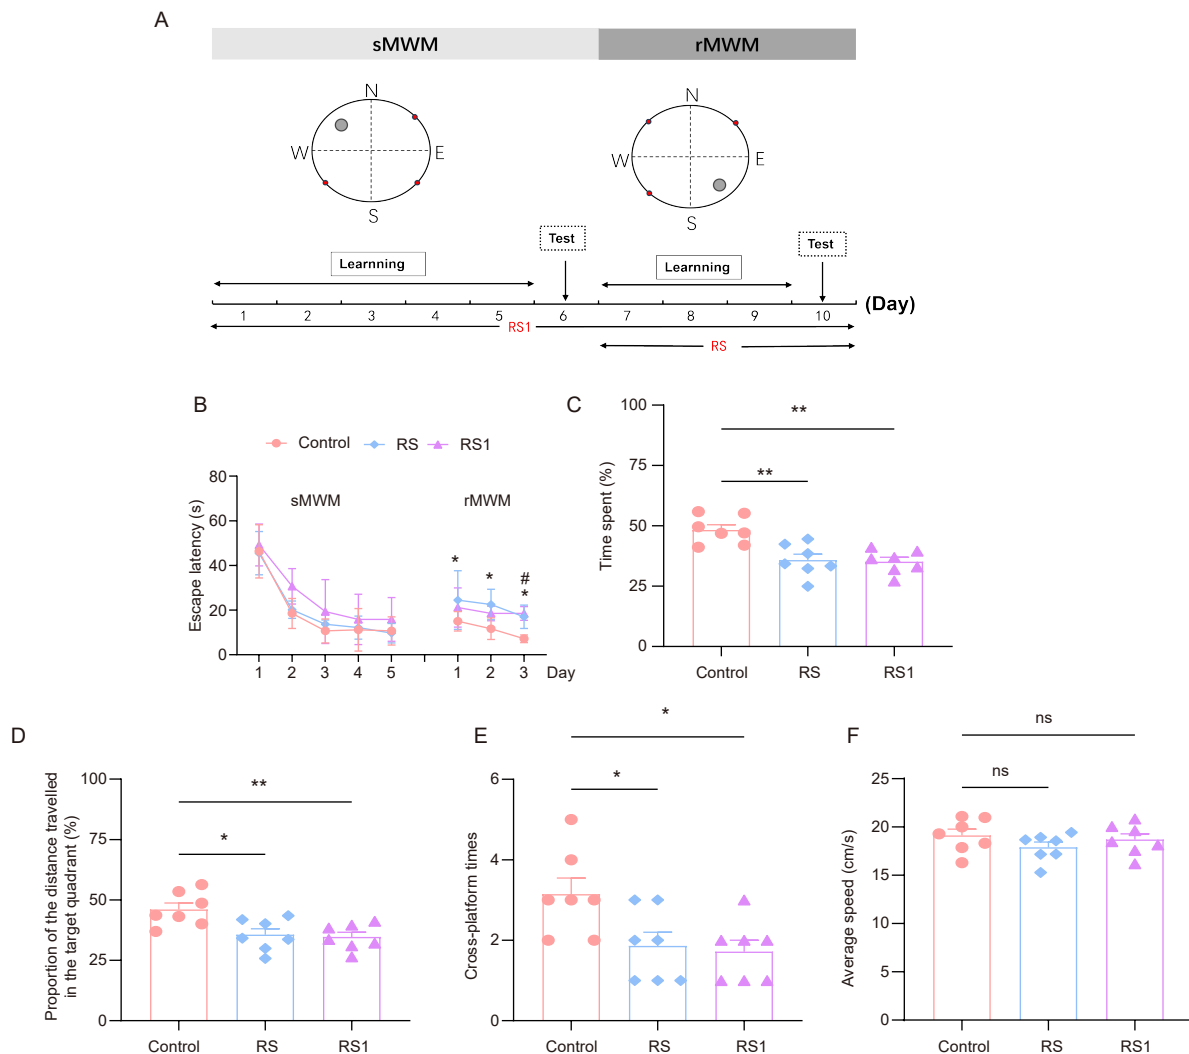 A
sMWM rMWM
N
W E
S
N
W E
S
Test
Test
Learnning
Learnning
1 2 3 4 5 6 7 8 9 10 (Day)
RS1
RS
B
Control RS RS1
80
60
40
20
0
Escape latency (s)
sMWM rMWM
* * # *
1 2 3 4 5 1 2 3 Day
C
100
75
50
25
0
Time spent (%)
**
**
Control RS RS1
D
100
75
50
25
0
Proportion of the distance travelled
in the target quadrant (%)
**
*
Control RS RS1
E
6
4
2
0
Cross-platform times
*
*
Control RS RS1
F
25
20
15
10
5
0
Average speed (cm/s)
ns
ns
Control RS RS1